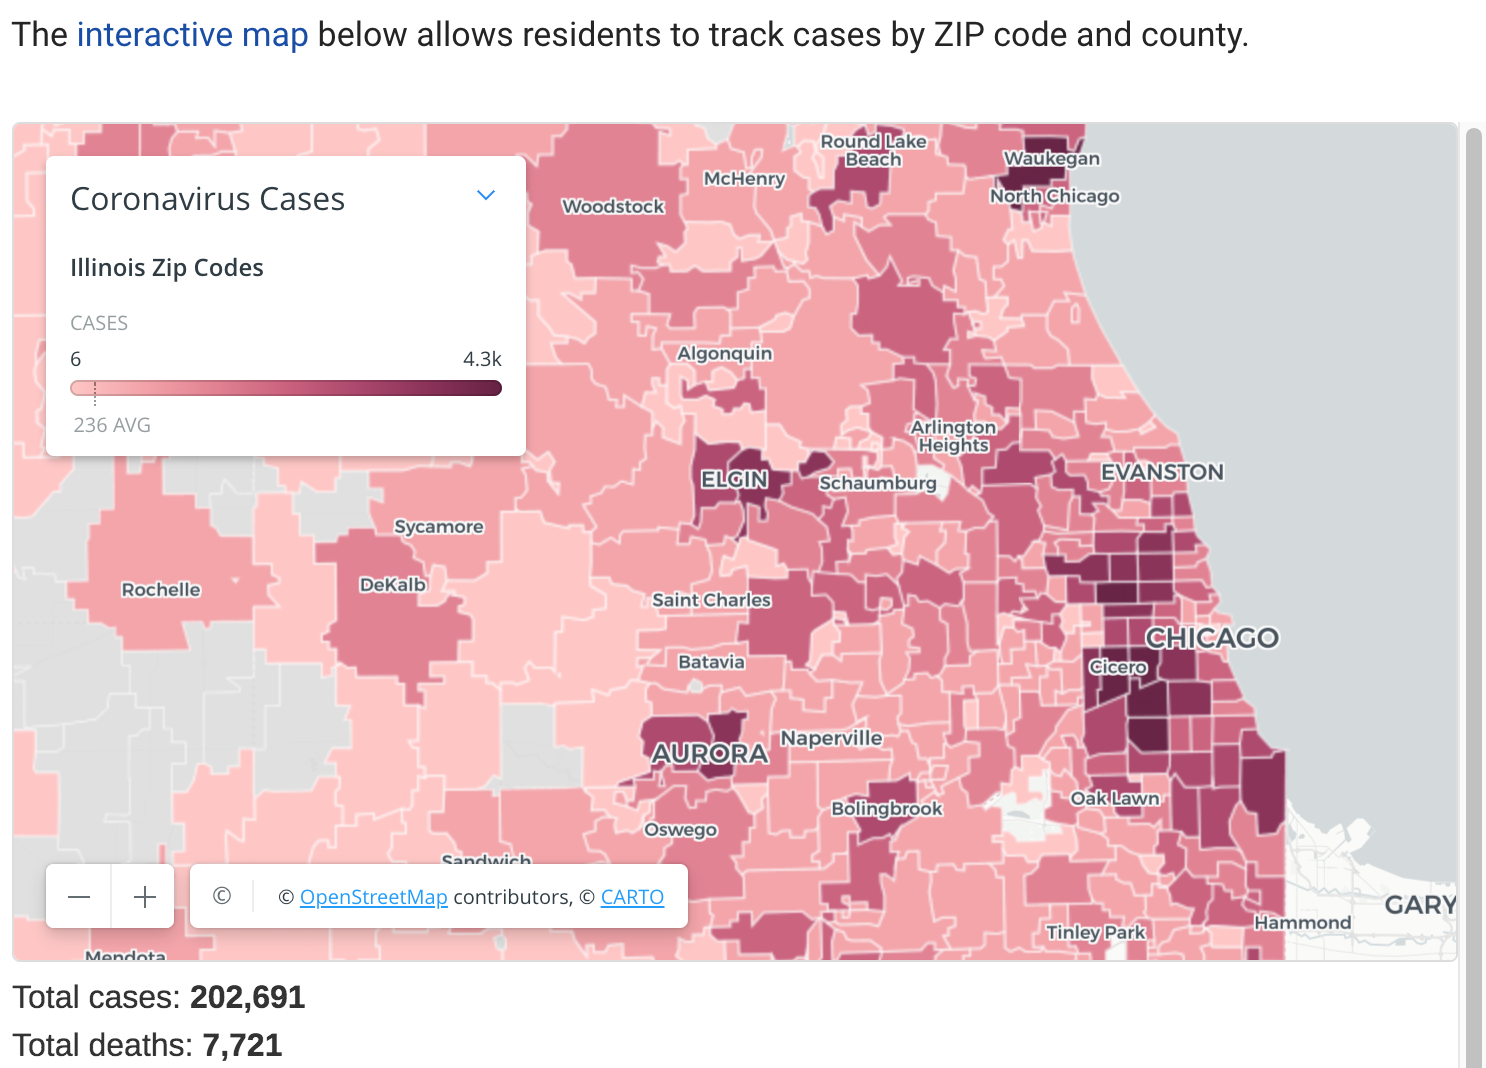 The interactive map below allows residents to track cases by ZIP code and county.
Round Lake
Beach
Waukegan
McHenry
North Chicago
Woodstock
Coronavirus Cases
Illinois Zip Codes
CASES
6 4.3k
236 AVG
Algonquin
Arlington
Heights
ELGIN
Schaumburg
EVANSTON
Sycamore
Rochelle
DeKalb
Saint Charles
CHICAGO
Batavia
Cicero
AURORA
Naperville
Bolingbrook
Oak Lawn
Oswego
Sandwich
© © OpenStreetMap contributors, © CARTO
GARY
Hammond
Tinley Park
Mendota
Total cases: 202,691
Total deaths: 7,721